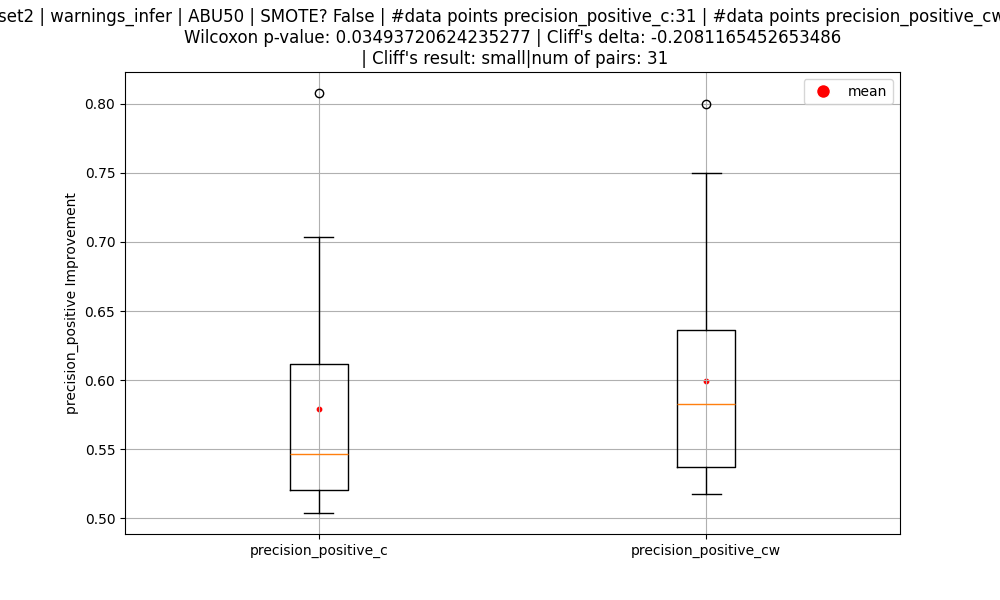 set2 | warnings_infer | ABU50 | SMOTE? False | #data points precision_positive_c:31 | #data points precision_positive_cw
Wilcoxon p-value: 0.03493720624235277 | Cliff's delta: -0.2081165452653486
| Cliff's result: small|num of pairs: 31
mean
0.80
0.75
0.70
0.65
0.60
0.55
0.50
precision_positive Improvement
precision_positive_c
precision_positive_cw